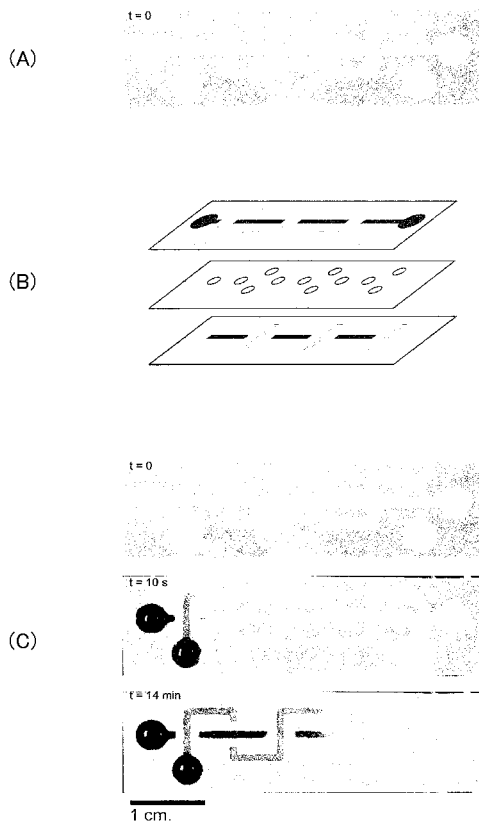 t = 0
(A)
(B)
t = 0
t = 10 s
(C)
t = 14 min
1 cm.